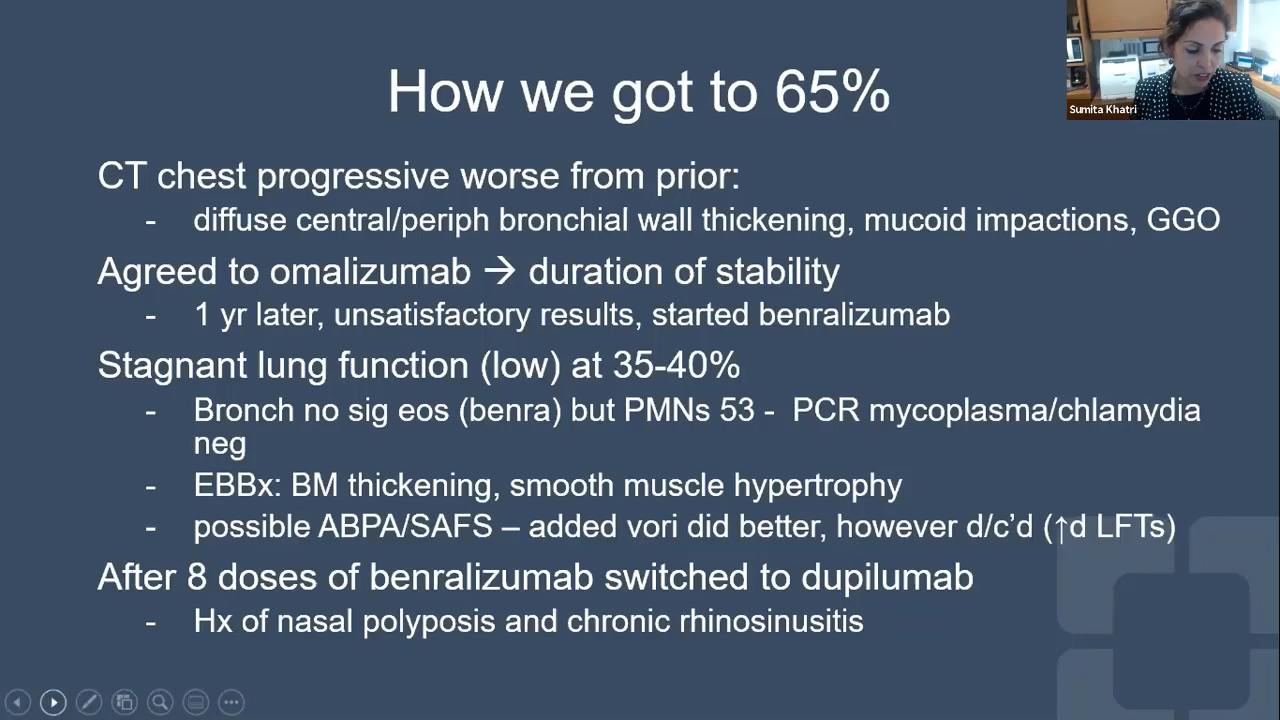 How we got to 65%
Sumita Khatri
CT chest progressive worse from prior:
- diffuse central/periph bronchial wall thickening, mucoid impactions, GGO
Agreed to omalizumab → duration of stability
- 1 yr later, unsatisfactory results, started benralizumab
Stagnant lung function (low) at 35-40%
- Bronch no sig eos (benra) but PMNs 53 - PCR mycoplasma/chlamydia
neg
- EBBx: BM thickening, smooth muscle hypertrophy
- possible ABPA/SAFS – added vori did better, however d/c’d (↑d LFTs)
After 8 doses of benralizumab switched to dupilumab
- Hx of nasal polyposis and chronic rhinosinusitis